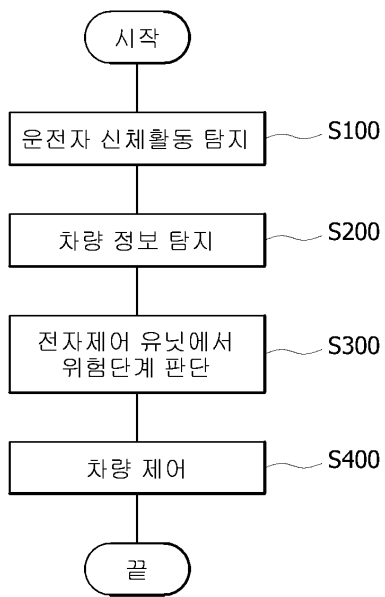 시작
운전자 신체활동 탐지
S100
차량 정보 탐지
S200
전자제어 유닛에서
위험단계 판단
S300
차량 제어
S400
끝